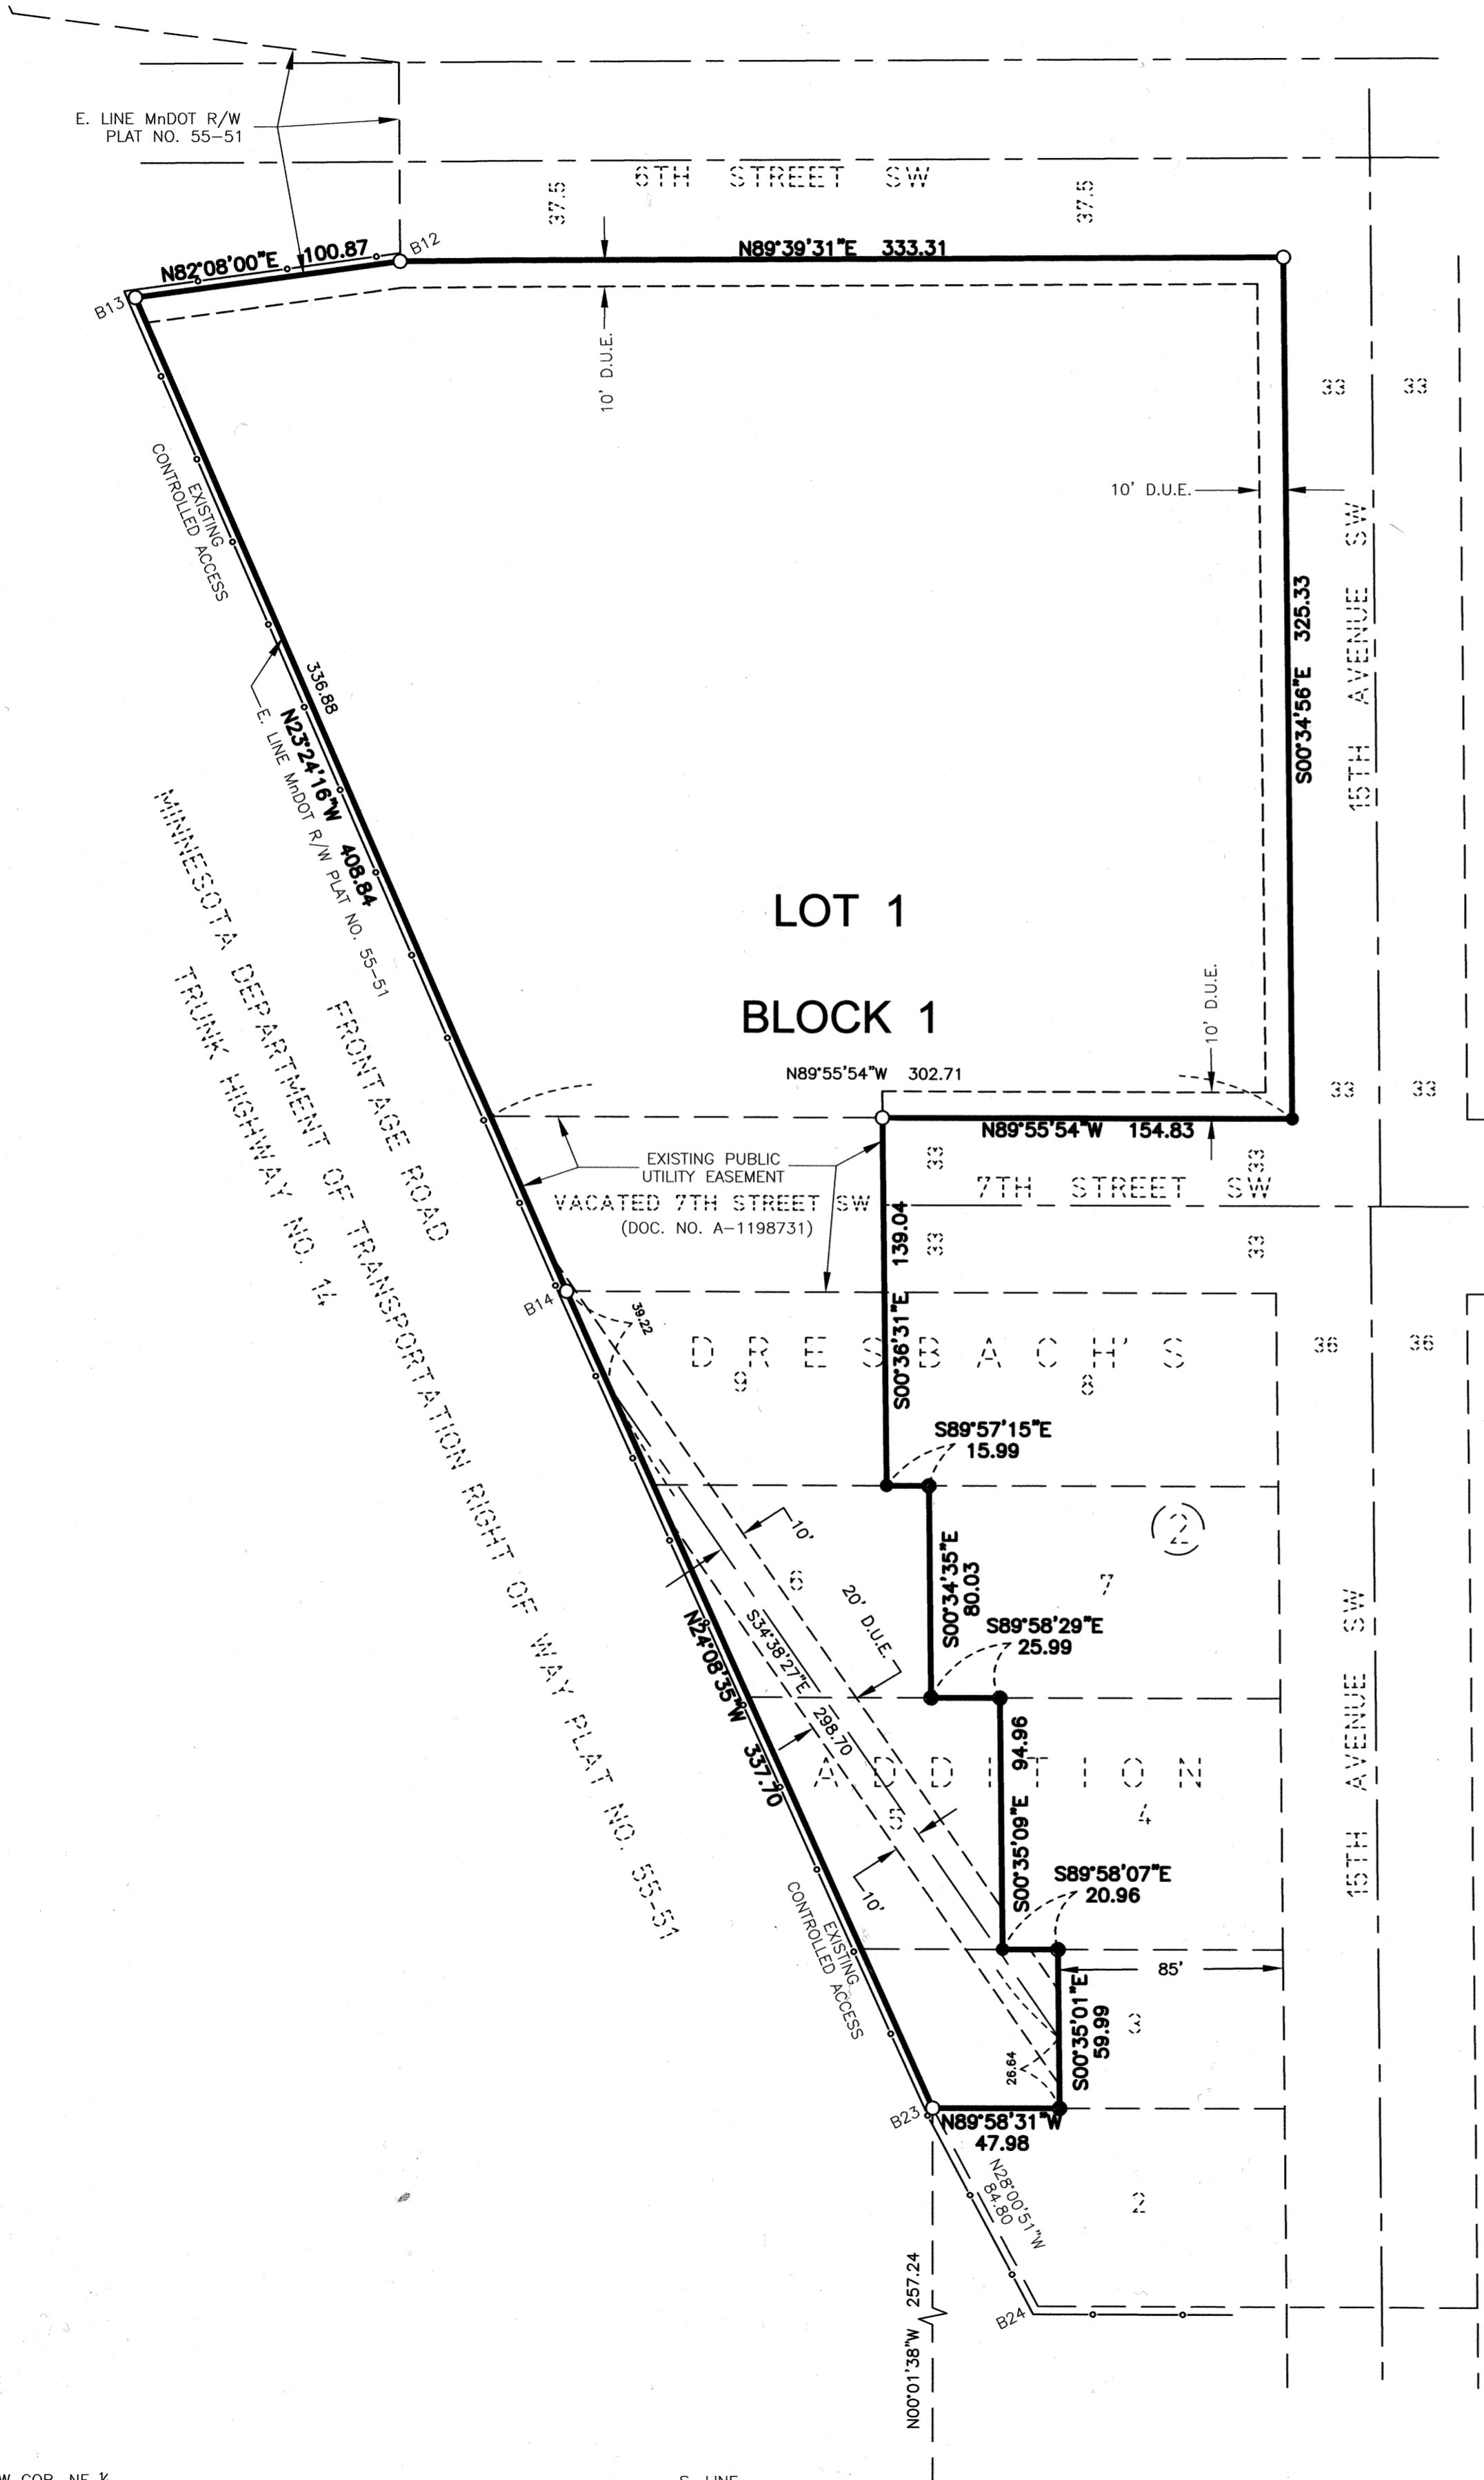 E. LINE MnDOT R/W
PLAT NO. 55-51
6TH STREET SW
37.5
37.5
N82°08'00"E 100.87
B12
B13
N89°39'31"E 333.31
10' D.U.E.
33
33
EXISTING
CONTROLLED ACCESS
10' D.U.E.
15TH AVENUE SW
S00°34'56"E 325.33
336.88
N23°24'16"W 408.84
E. LINE MnDOT R/W PLAT NO. 55-51
MINNESOTA DEPARTMENT OF TRANSPORTATION RIGHT OF WAY PLAT NO. 55-51
TRUNK HIGHWAY NO. 14
FRONTAGE ROAD
LOT 1
BLOCK 1
10' D.U.E.
N89°55'54"W 302.71
33
33
N89°55'54"W 154.83
EXISTING PUBLIC
UTILITY EASEMENT
33
33
7TH STREET SW
VACATED 7TH STREET SW
(DOC. NO. A-1198731)
33
33
S00°36'31"E 139.04
B14
39.22
DRESBACH'S
9
8
36
36
S89°57'15"E
15.99
2
10'
6
7
20' D.U.E.
S00°34'35"E
80.03
S89°58'29"E
25.99
S34°38'27"E 298.70
N24°08'35"W 337.70
15TH AVENUE SW
ADDITION
S00°35'09"E 94.96
5
4
10'
S89°58'07"E
20.96
EXISTING
CONTROLLED ACCESS
85'
S00°35'01"E
59.99
3
26.64
B23
N89°58'31"W
47.98
N28°00'51"W
84.80
2
N00°01'38"W 257.24
B24
W COR. NE ¼
S. LINE